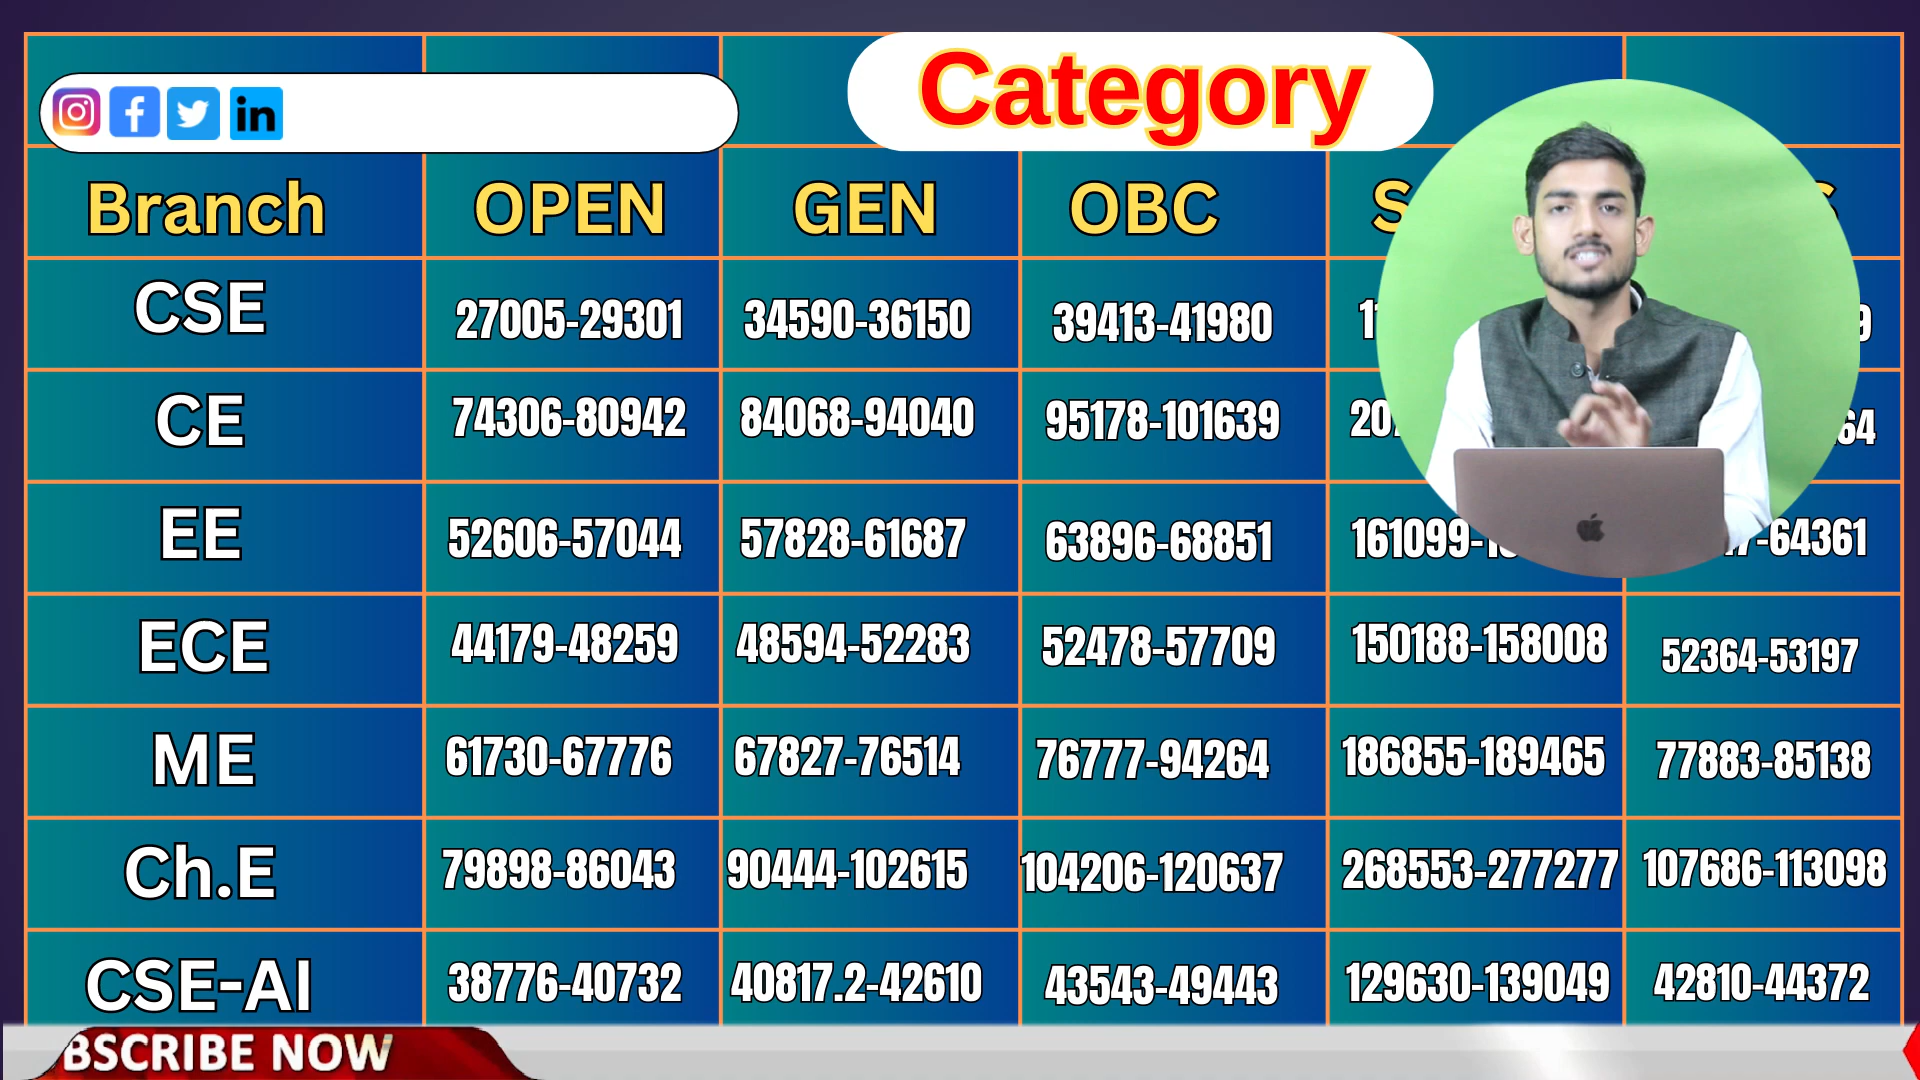 Category
Branch OPEN GEN OBC
CSE 27005-29301 34590-36150 39413-41980
CE 74306-80942 84068-94040 95178-101639
EE 52606-57044 57828-61687 63896-68851
ECE 44179-48259 48594-52283 52478-57709 150188-158008 52364-53197
ME 61730-67776 67827-76514 76777-94264 186855-189465 77883-85138
Ch.E 79898-86043 90444-102615 104206-120637 268553-277277 107686-113098
CSE-AI 38776-40732 40817.2-42610 43543-49443 129630-139049 42810-44372
BSCRIBE NOW